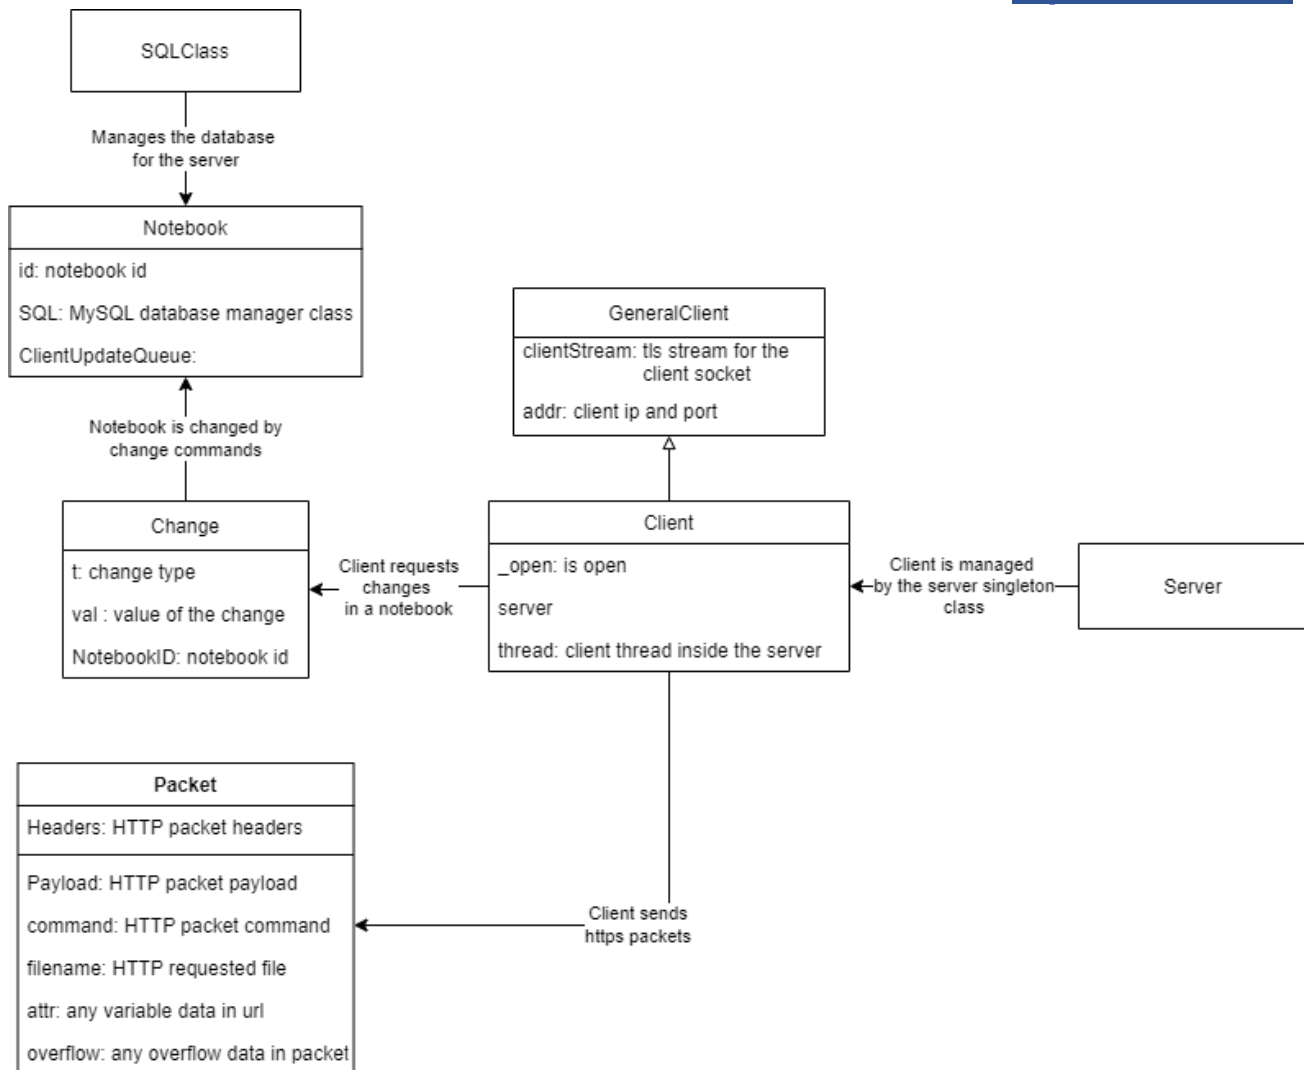 SQLClass
Manages the database
for the server
Notebook
id: notebook id
SQL: MySQL database manager class
ClientUpdateQueue:
Notebook is changed by
change commands
GeneralClient
clientStream: tls stream for the
client socket
addr: client ip and port
Change
t: change type
val : value of the change
NotebookID: notebook id
Client requests
changes
in a notebook
Client
_open: is open
server
thread: client thread inside the server
Client is managed
by the server singleton
class
Server
Packet
Headers: HTTP packet headers
Payload: HTTP packet payload
command: HTTP packet command
filename: HTTP requested file
attr: any variable data in url
overflow: any overflow data in packet
Client sends
https packets